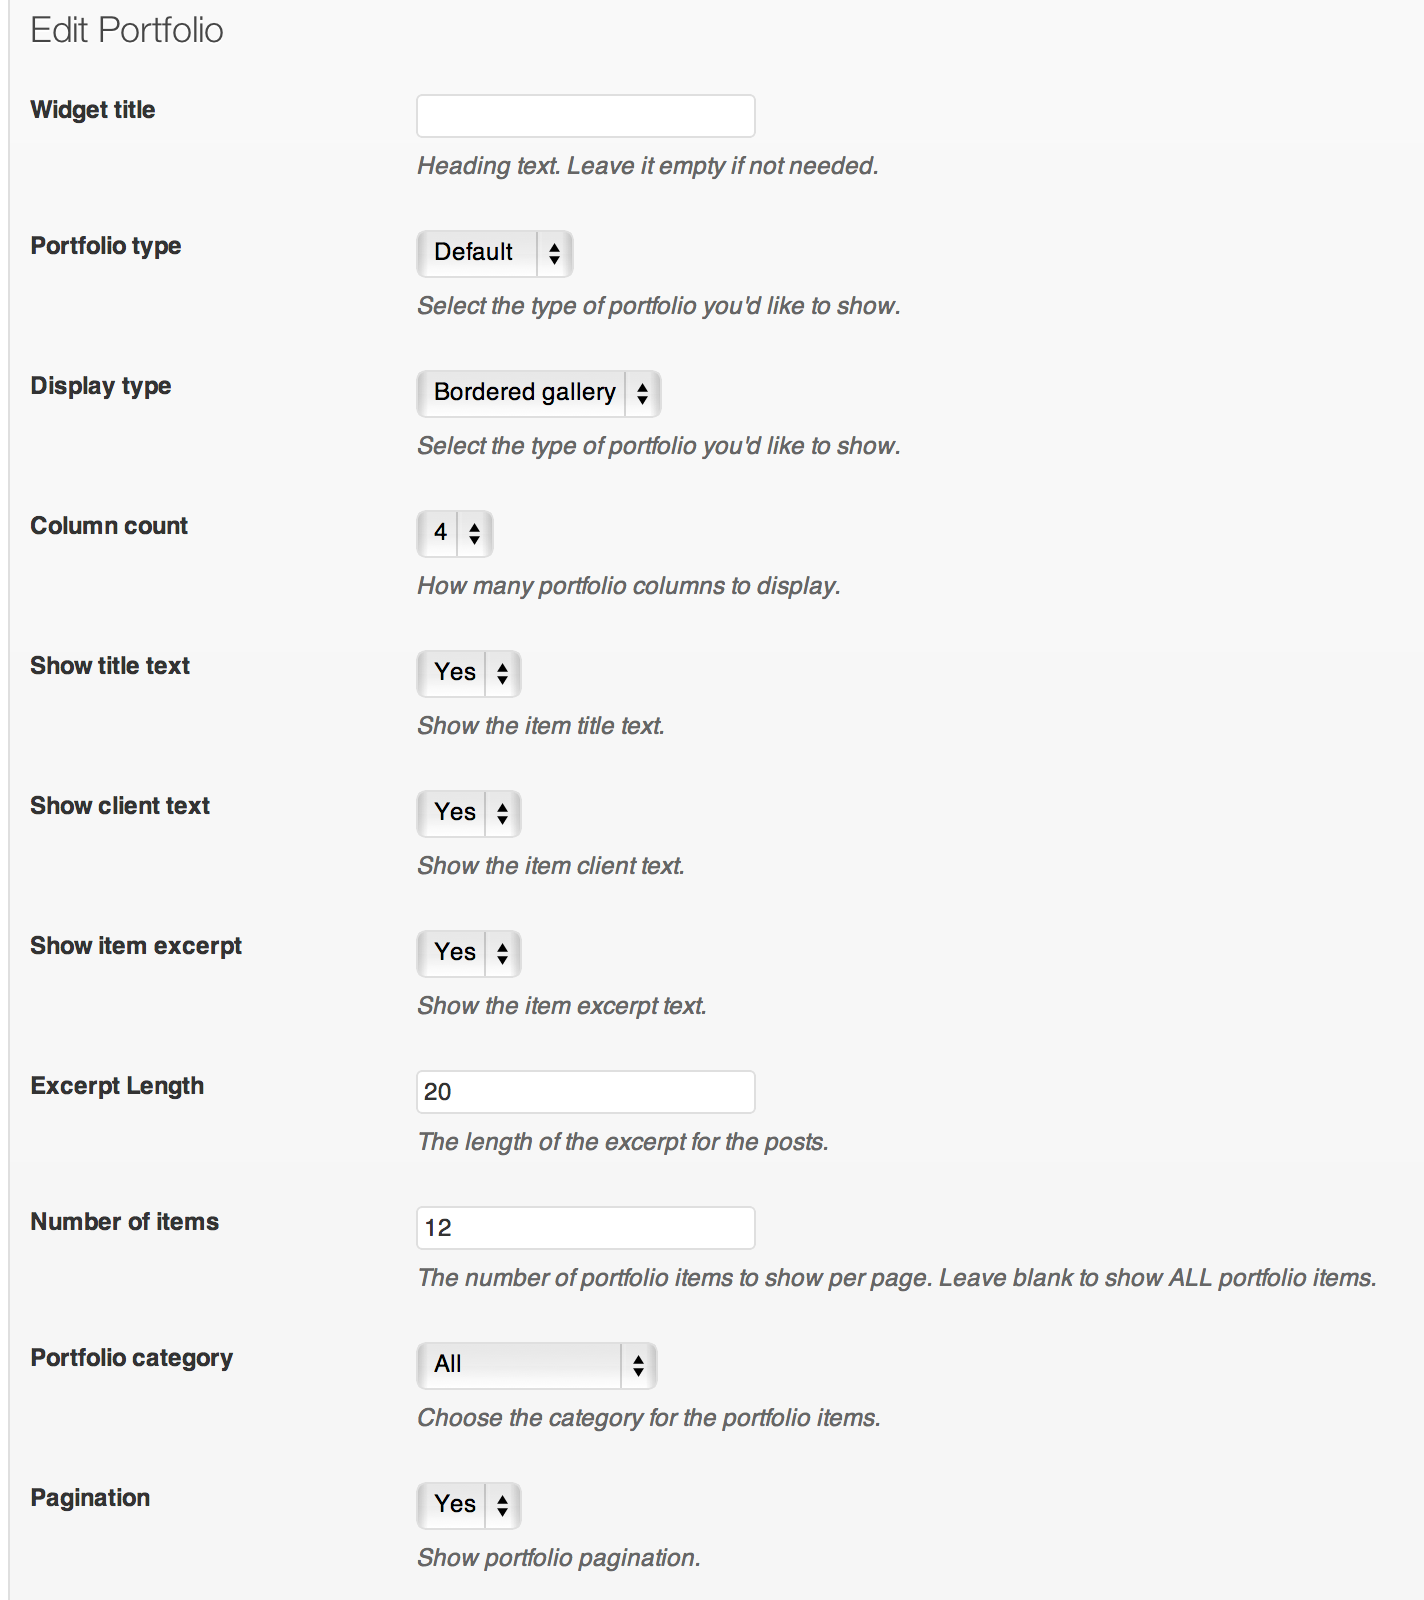 Edit Portfolio
Widget title
Heading text. Leave it empty if not needed.
Portfolio type
Default
Select the type of portfolio you'd like to show.
Display type
Bordered gallery
Select the type of portfolio you'd like to show.
Column count
4
How many portfolio columns to display.
Show title text
Yes
Show the item title text.
Show client text
Yes
Show the item client text.
Show item excerpt
Yes
Show the item excerpt text.
Excerpt Length
20
The length of the excerpt for the posts.
Number of items
12
The number of portfolio items to show per page. Leave blank to show ALL portfolio items.
Portfolio category
All
Choose the category for the portfolio items.
Pagination
Yes
Show portfolio pagination.